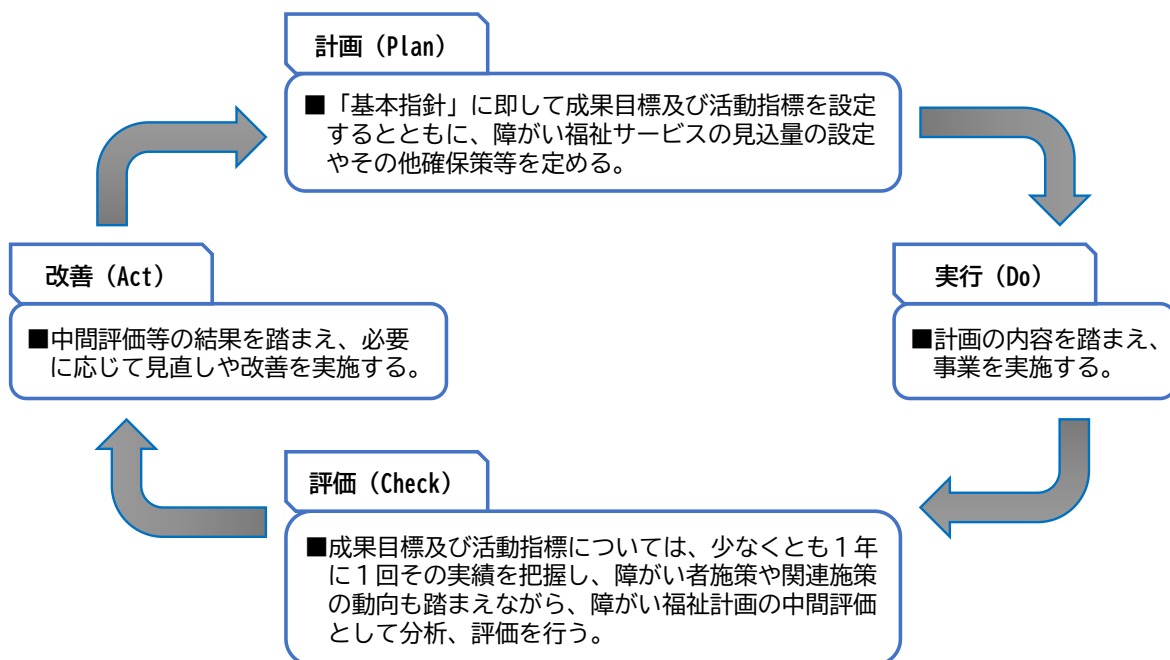 計画（Plan）
■「基本指針」に即して成果目標及び活動指標を設定
するとともに、障がい福祉サービスの見込量の設定
やその他確保策等を定める。
改善（Act）
■中間評価等の結果を踏まえ、必要
に応じて見直しや改善を実施する。
実行（Do）
■計画の内容を踏まえ、
事業を実施する。
評価（Check）
■成果目標及び活動指標については、少なくとも１年
に１回その実績を把握し、障がい者施策や関連施策
の動向も踏まえながら、障がい福祉計画の中間評価
として分析、評価を行う。